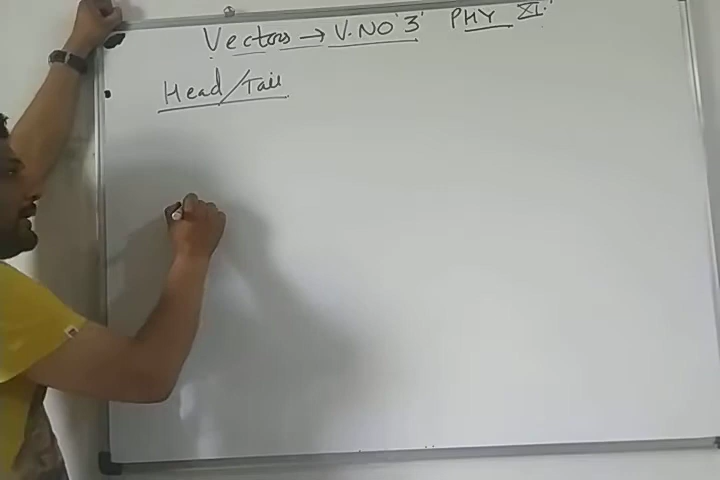 Vectors → V.NO '3' PHY XI.'
Head/Tail